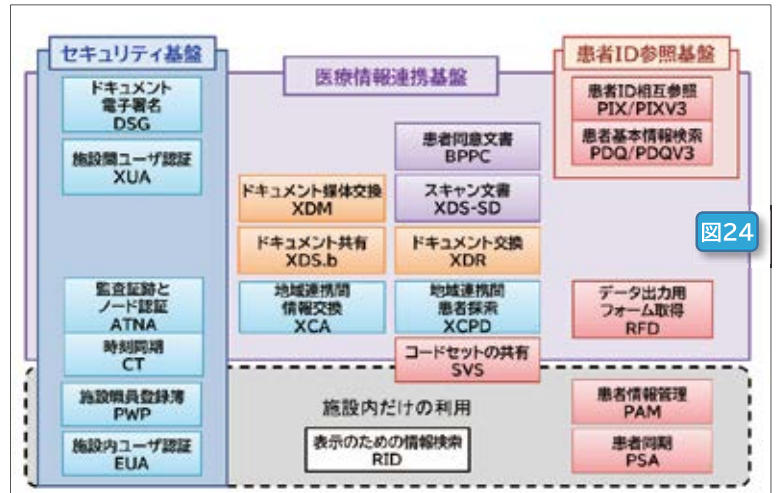 セキュリティ基盤
ドキュメント
電子署名
DSG
施設間ユーザ認証
XUA
監査証跡と
ノード認証
ATNA
時刻同期
CT
施設職員登録簿
PWP
施設内ユーザ認証
EUA
医療情報連携基盤
患者同意文書
BPPC
ドキュメント媒体交換
XDM
スキャン文書
XDS-SD
ドキュメント共有
XDS.b
ドキュメント交換
XDR
地域連携間
情報交換
XCA
地域連携間
患者探索
XCPD
コードセットの共有
SVS
施設内だけの利用
表示のための情報検索
RID
患者ID参照基盤
患者ID相互参照
PIX/PIXV3
患者基本情報検索
PDQ/PDQV3
データ出力用
フォーム取得
RFD
患者情報管理
PAM
患者同期
PSA
図24